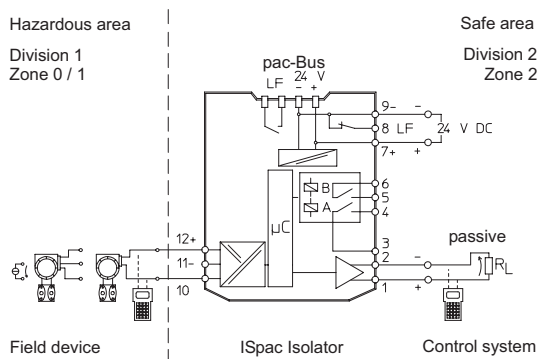 Hazardous area
Safe area
Division 1
Zone 0 / 1
Division 2
Zone 2
pac-Bus
LF 24 V
- +
9- -
8 LF 24 V DC
7+ +
6
B 5
A 4
µC
3
passive
12+ 2 -
11-
RL
10 1 +
Field device
ISpac Isolator
Control system